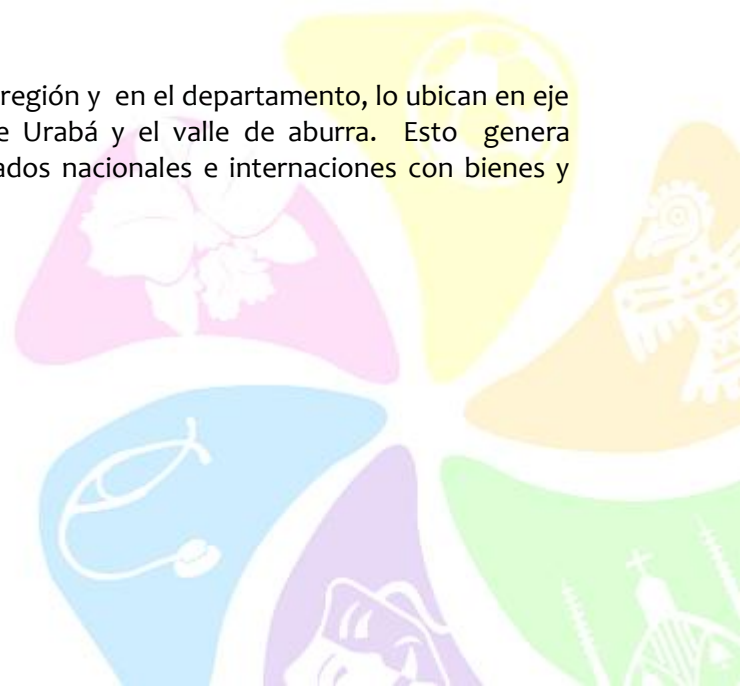 región y en el departamento, lo ubican en eje
e Urabá y el valle de aburra. Esto genera
ados nacionales e internaciones con bienes y